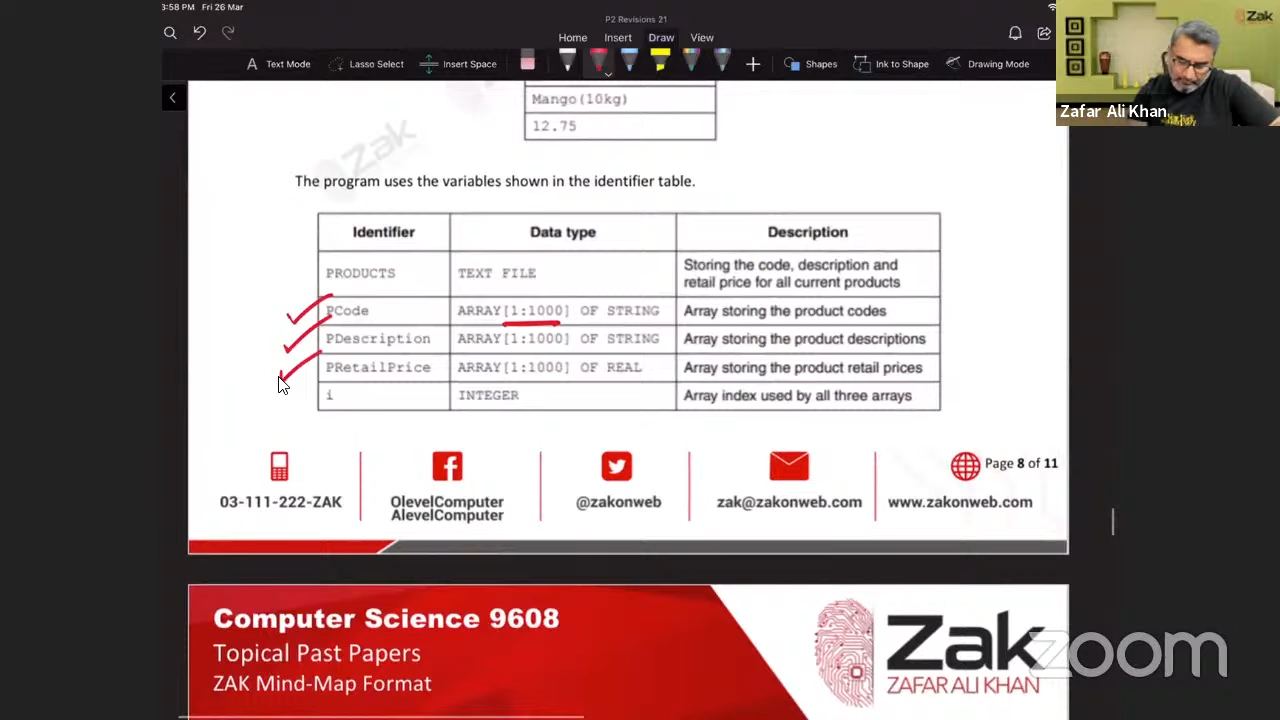 3:58 PM Fri 26 Mar
P2 Revisions 21
Home Insert Draw View
Text Mode Lasso Select Insert Space Shapes Ink to Shape Drawing Mode
Zak
Zafar Ali Khan
Mango(10kg)
12.75
Zak
The program uses the variables shown in the identifier table.
Identifier Data type Description
PRODUCTS TEXT FILE Storing the code, description and
retail price for all current products
PCode ARRAY[1:1000] OF STRING Array storing the product codes
PDescription ARRAY[1:1000] OF STRING Array storing the product descriptions
PRetailPrice ARRAY[1:1000] OF REAL Array storing the product retail prices
i INTEGER Array index used by all three arrays
Page 8 of 11
03-111-222-ZAK OlevelComputer @zakonweb zak@zakonweb.com www.zakonweb.com
AlevelComputer
Computer Science 9608
Topical Past Papers
ZAK Mind-Map Format
Zak
ZAFAR ALI KHAN
zoom